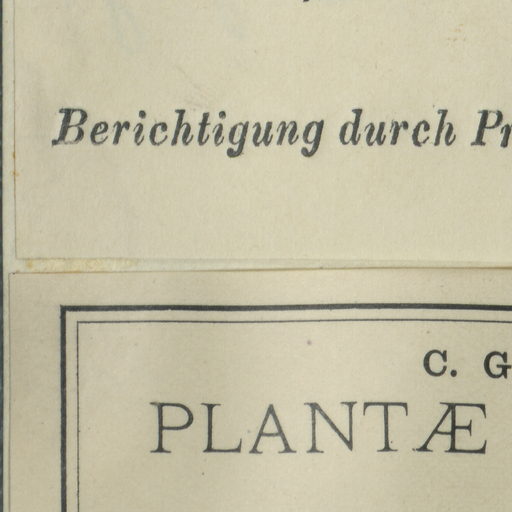 Berichtigung durch Pr
C. G
PLANTÆ